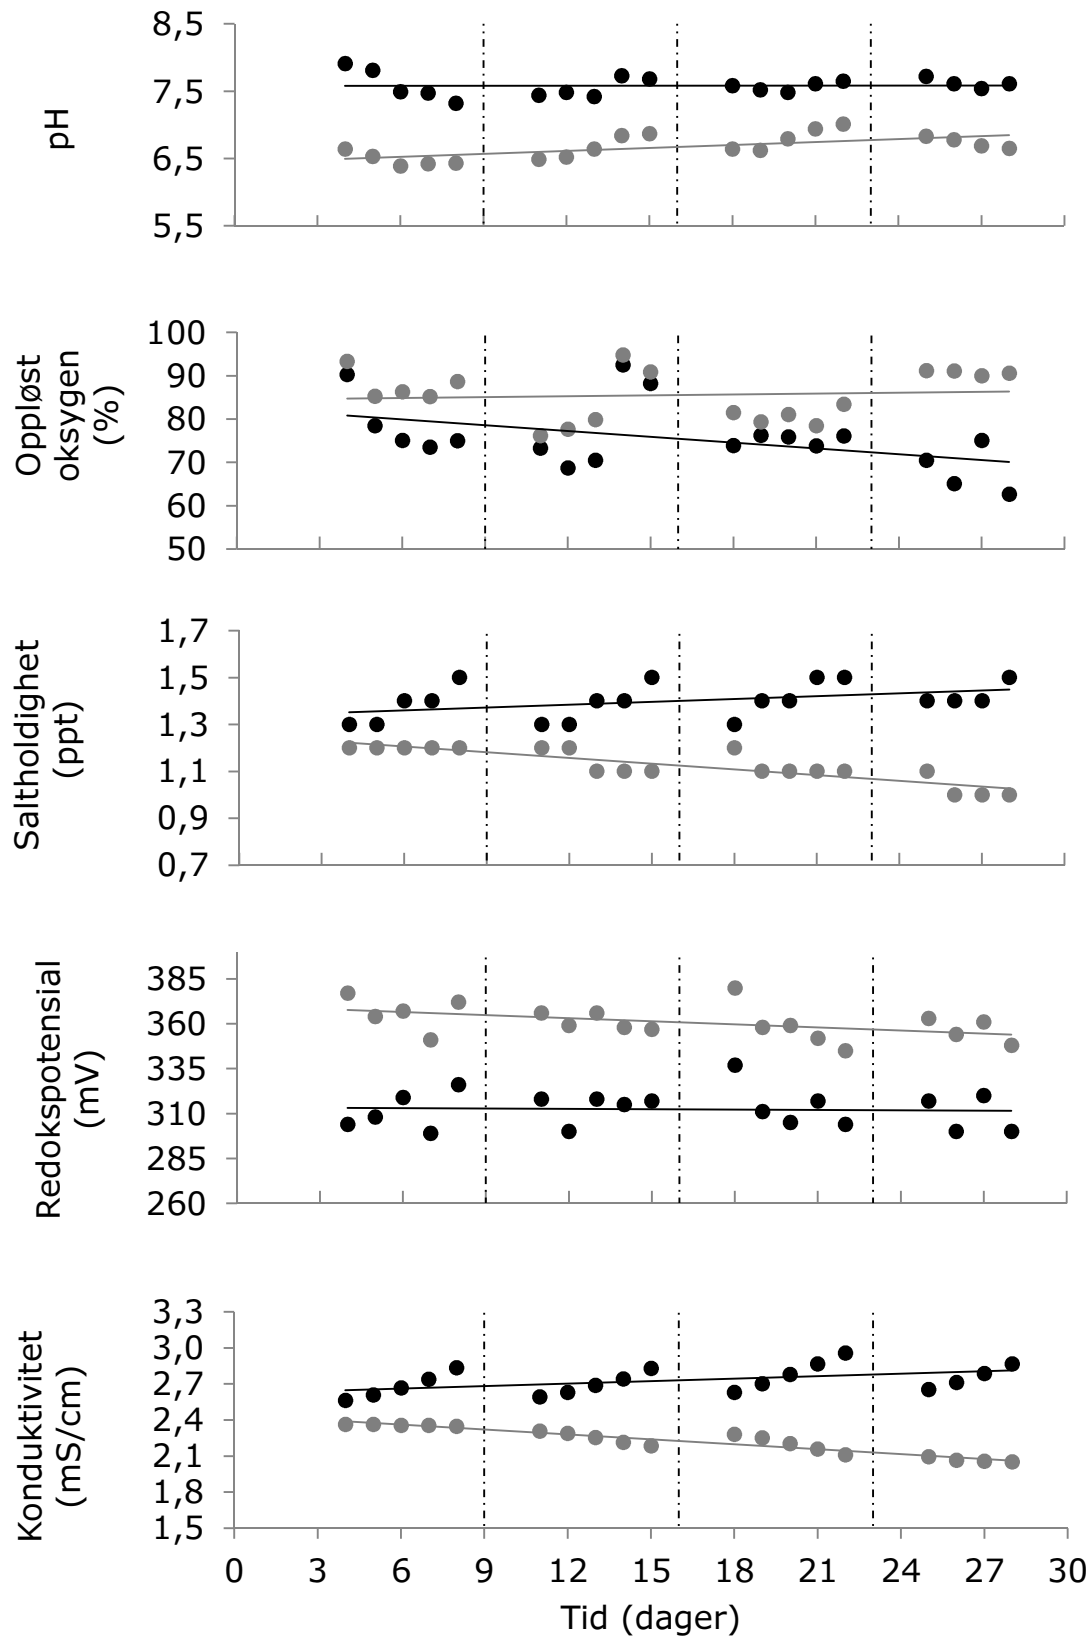 pH
8,5
7,5
6,5
5,5
Oppløst
oksygen
(%)
100
90
80
70
60
50
Saltholdighet
(ppt)
1,7
1,5
1,3
1,1
0,9
0,7
Redokspotensial
(mV)
385
360
335
310
285
260
Konduktivitet
(mS/cm)
3,3
3,0
2,7
2,4
2,1
1,8
1,5
0 3 6 9 12 15 18 21 24 27 30
Tid (dager)